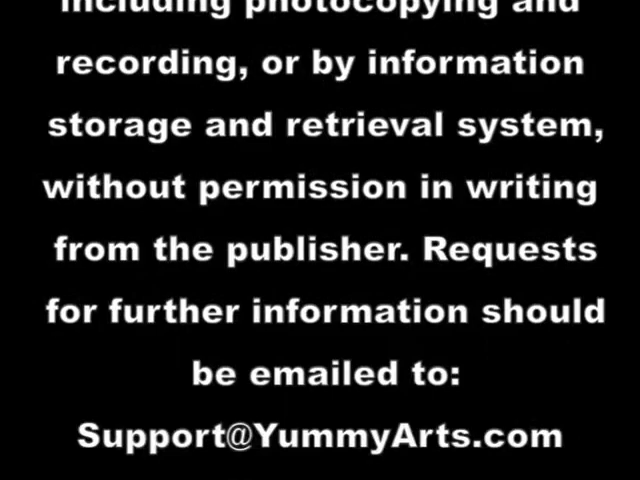 including photocopying and
recording, or by information
storage and retrieval system,
without permission in writing
from the publisher. Requests
for further information should
be emailed to:
Support@YummyArts.com